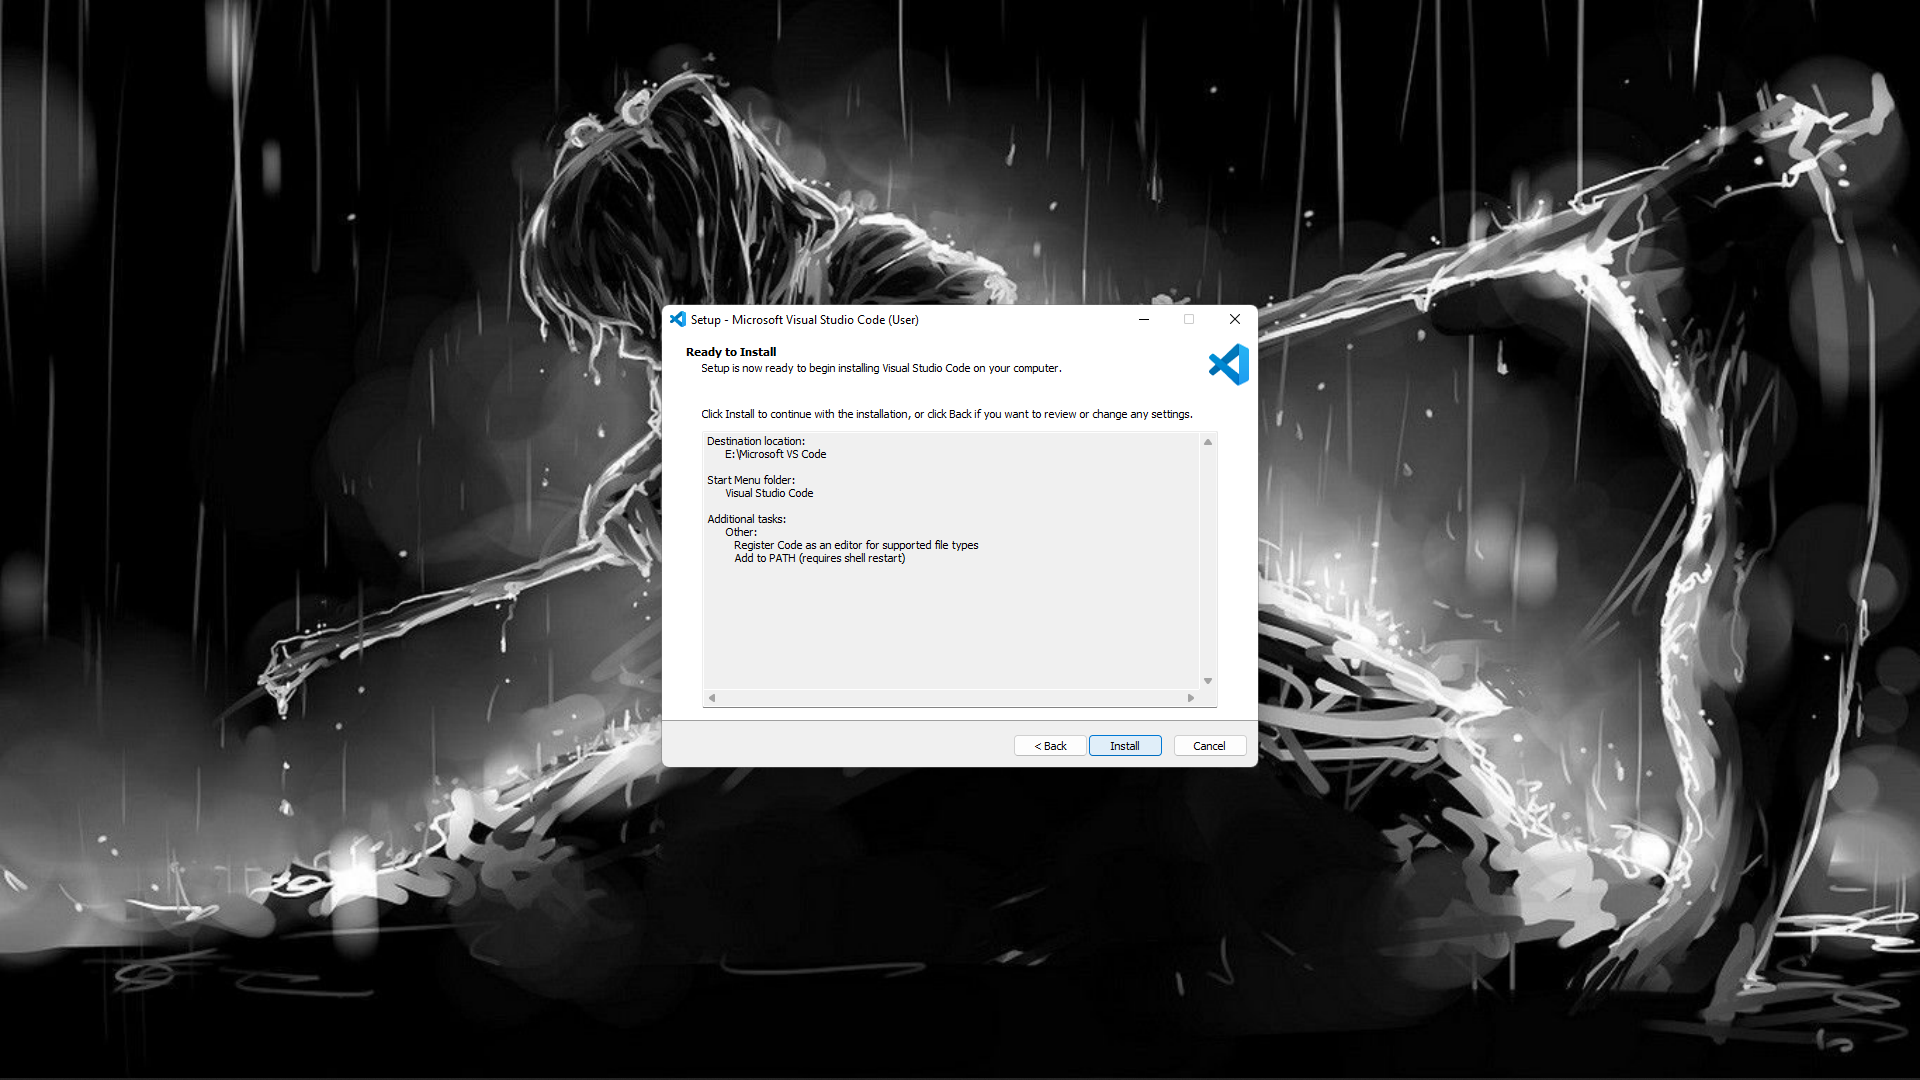 Setup - Microsoft Visual Studio Code (User)
Ready to Install
Setup is now ready to begin installing Visual Studio Code on your computer.
Click Install to continue with the installation, or click Back if you want to review or change any settings.
Destination location:
E:\Microsoft VS Code
Start Menu folder:
Visual Studio Code
Additional tasks:
Other:
Register Code as an editor for supported file types
Add to PATH (requires shell restart)
< Back Install Cancel